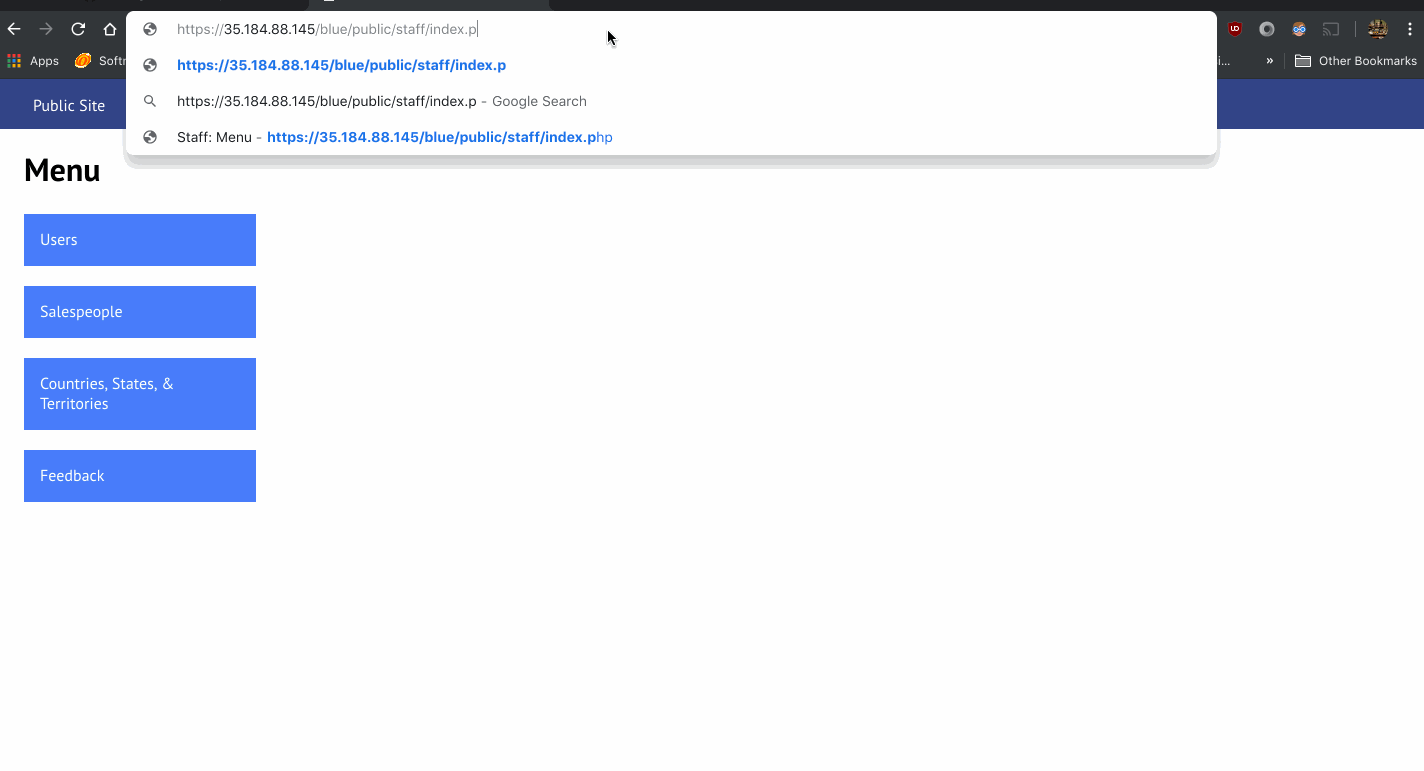 https://35.184.88.145/blue/public/staff/index.p
https://35.184.88.145/blue/public/staff/index.p
https://35.184.88.145/blue/public/staff/index.p - Google Search
Staff: Menu - https://35.184.88.145/blue/public/staff/index.php
UD
Apps
Softr
i...
»
Other Bookmarks
Public Site
Menu
Users
Salespeople
Countries, States, &
Territories
Feedback